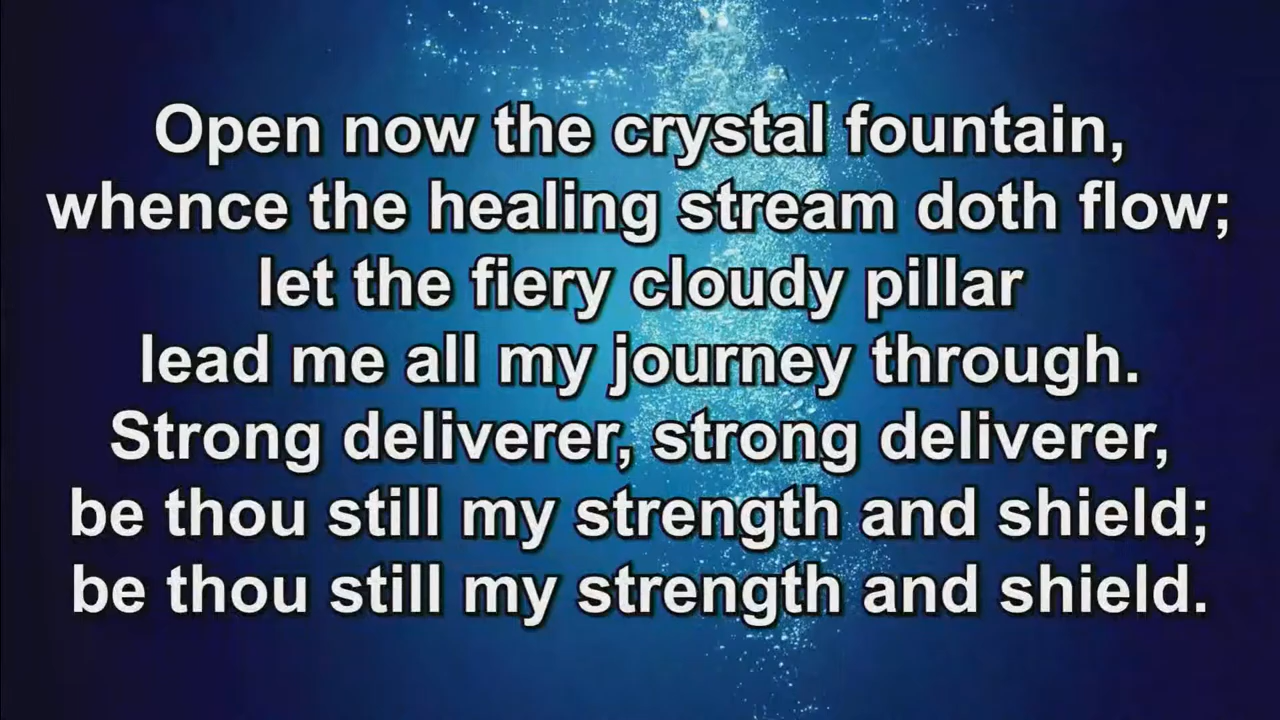 Open now the crystal fountain,
whence the healing stream doth flow;
let the fiery cloudy pillar
lead me all my journey through.
Strong deliverer, strong deliverer,
be thou still my strength and shield;
be thou still my strength and shield.